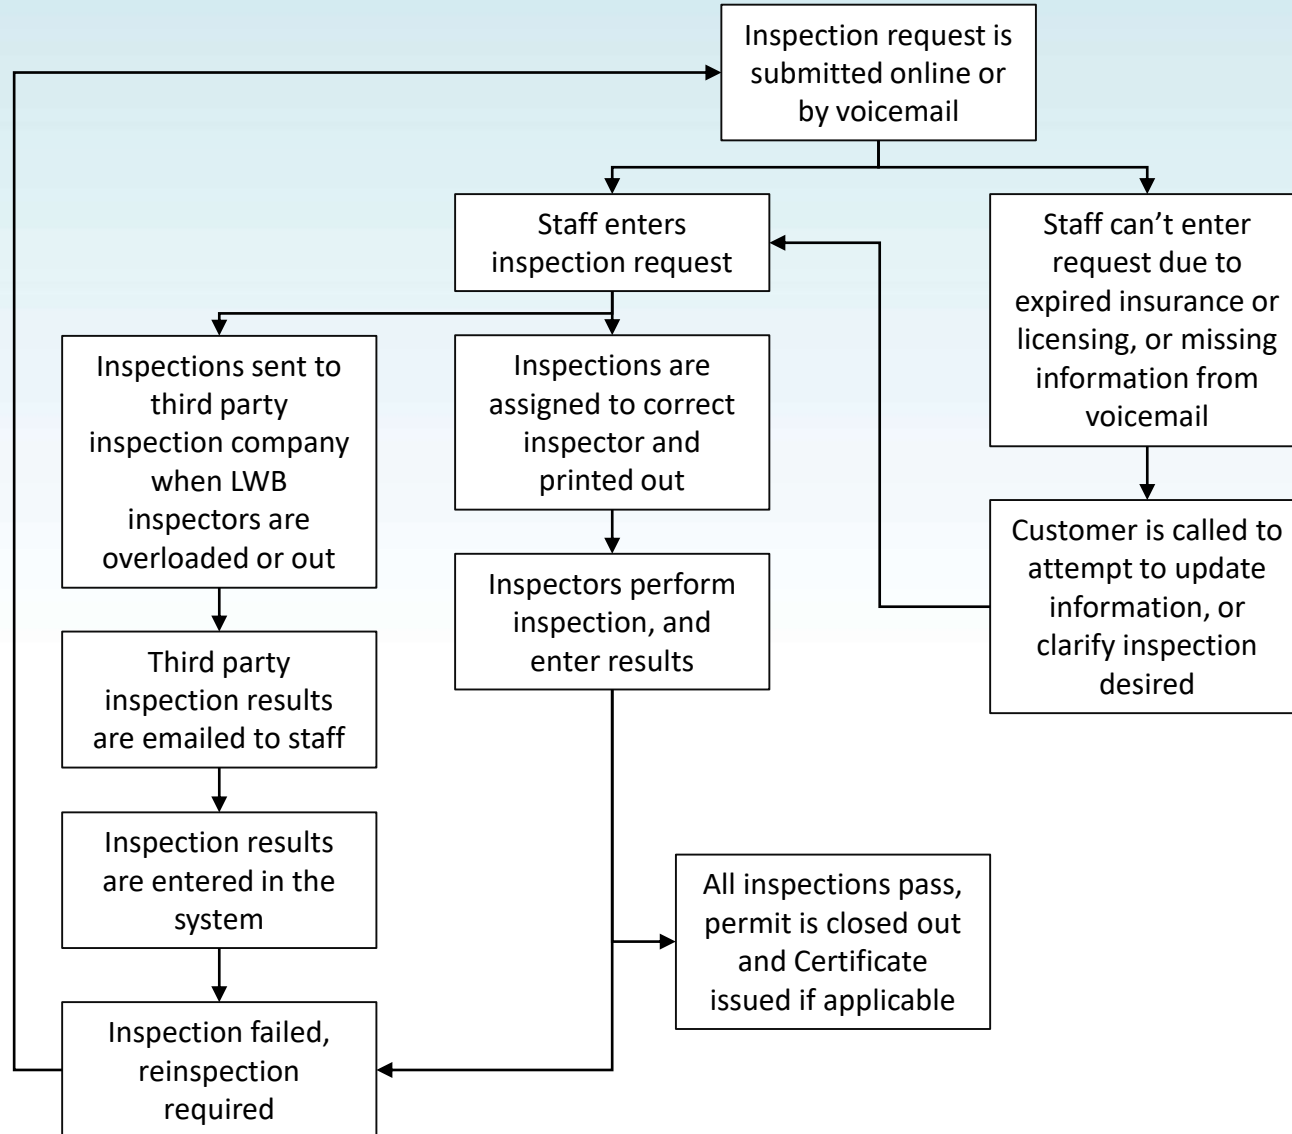 Inspection request is
submitted online or
by voicemail
Staff enters
inspection request
Staff can’t enter
request due to
expired insurance or
licensing, or missing
information from
voicemail
Inspections sent to
third party
inspection company
when LWB
inspectors are
overloaded or out
Inspections are
assigned to correct
inspector and
printed out
Customer is called to
attempt to update
information, or
clarify inspection
desired
Inspectors perform
inspection, and
enter results
Third party
inspection results
are emailed to staff
Inspection results
are entered in the
system
All inspections pass,
permit is closed out
and Certificate
issued if applicable
Inspection failed,
reinspection
required